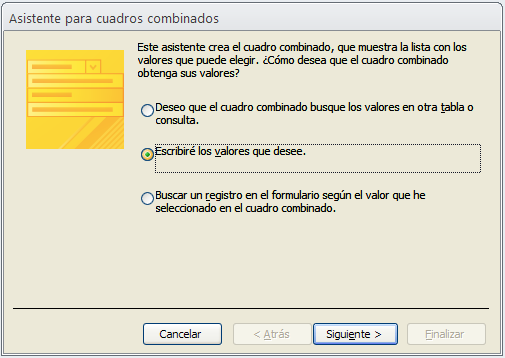 Asistente para cuadros combinados
Este asistente crea el cuadro combinado, que muestra la lista con los
valores que puede elegir. ¿Cómo desea que el cuadro combinado
obtenga sus valores?
Deseo que el cuadro combinado busque los valores en otra tabla o
consulta.
Escribiré los valores que desee.
Buscar un registro en el formulario según el valor que he
seleccionado en el cuadro combinado.
Cancelar
< Atrás
Siguiente >
Finalizar